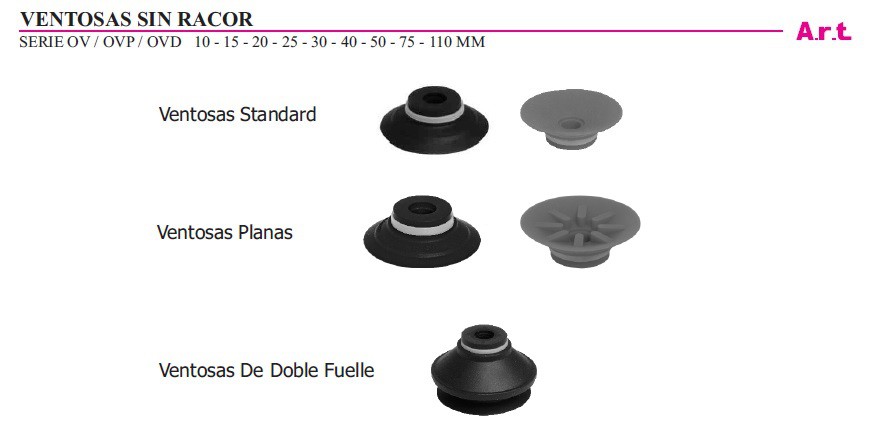 VENTOSAS SIN RACOR
A.r.t.
SERIE OV / OVP / OVD 10 - 15 - 20 - 25 - 30 - 40 - 50 - 75 - 110 MM
Ventosas Standard
Ventosas Planas
Ventosas De Doble Fuelle